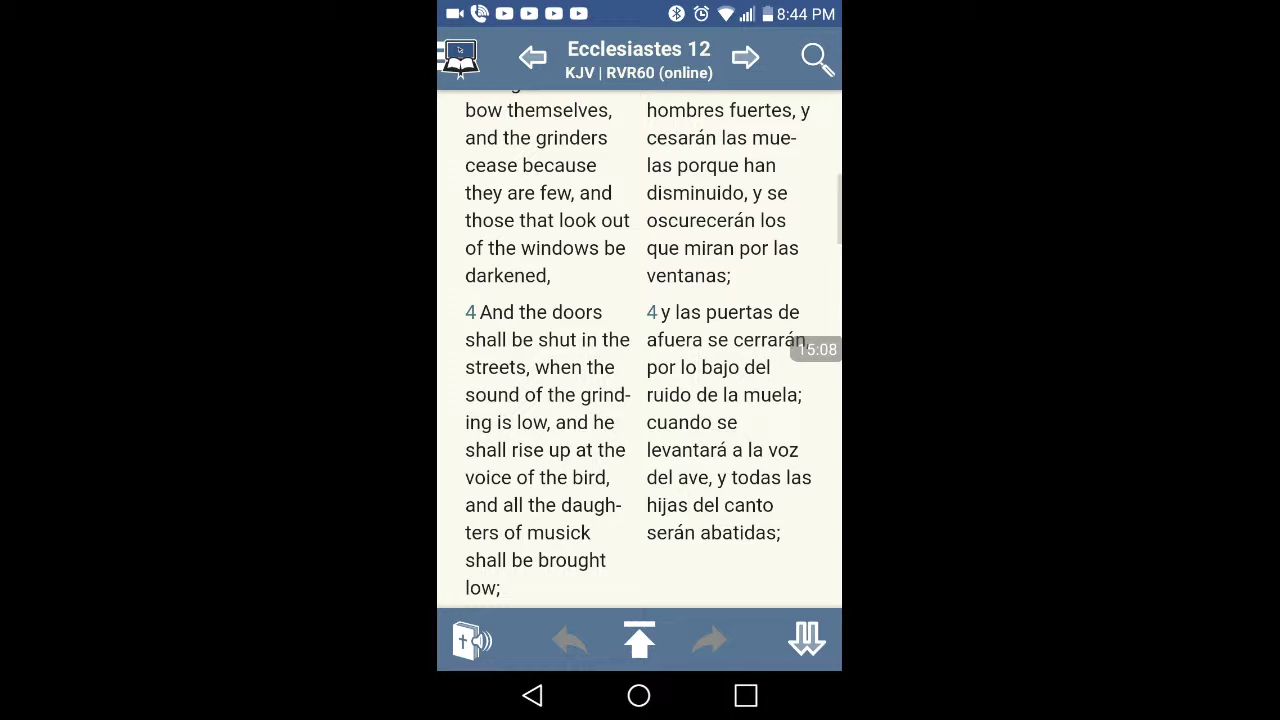 8:44 PM
Ecclesiastes 12
KJV | RVR60 (online)
bow themselves,
and the grinders
cease because
they are few, and
those that look out
of the windows be
darkened,
4 And the doors
shall be shut in the
streets, when the
sound of the grind-
ing is low, and he
shall rise up at the
voice of the bird,
and all the daugh-
ters of musick
shall be brought
low;
hombres fuertes, y
cesarán las mue-
las porque han
disminuido, y se
oscurecerán los
que miran por las
ventanas;
4 y las puertas de
afuera se cerrarán,
por lo bajo del
ruido de la muela;
cuando se
levantará a la voz
del ave, y todas las
hijas del canto
serán abatidas;
15:08